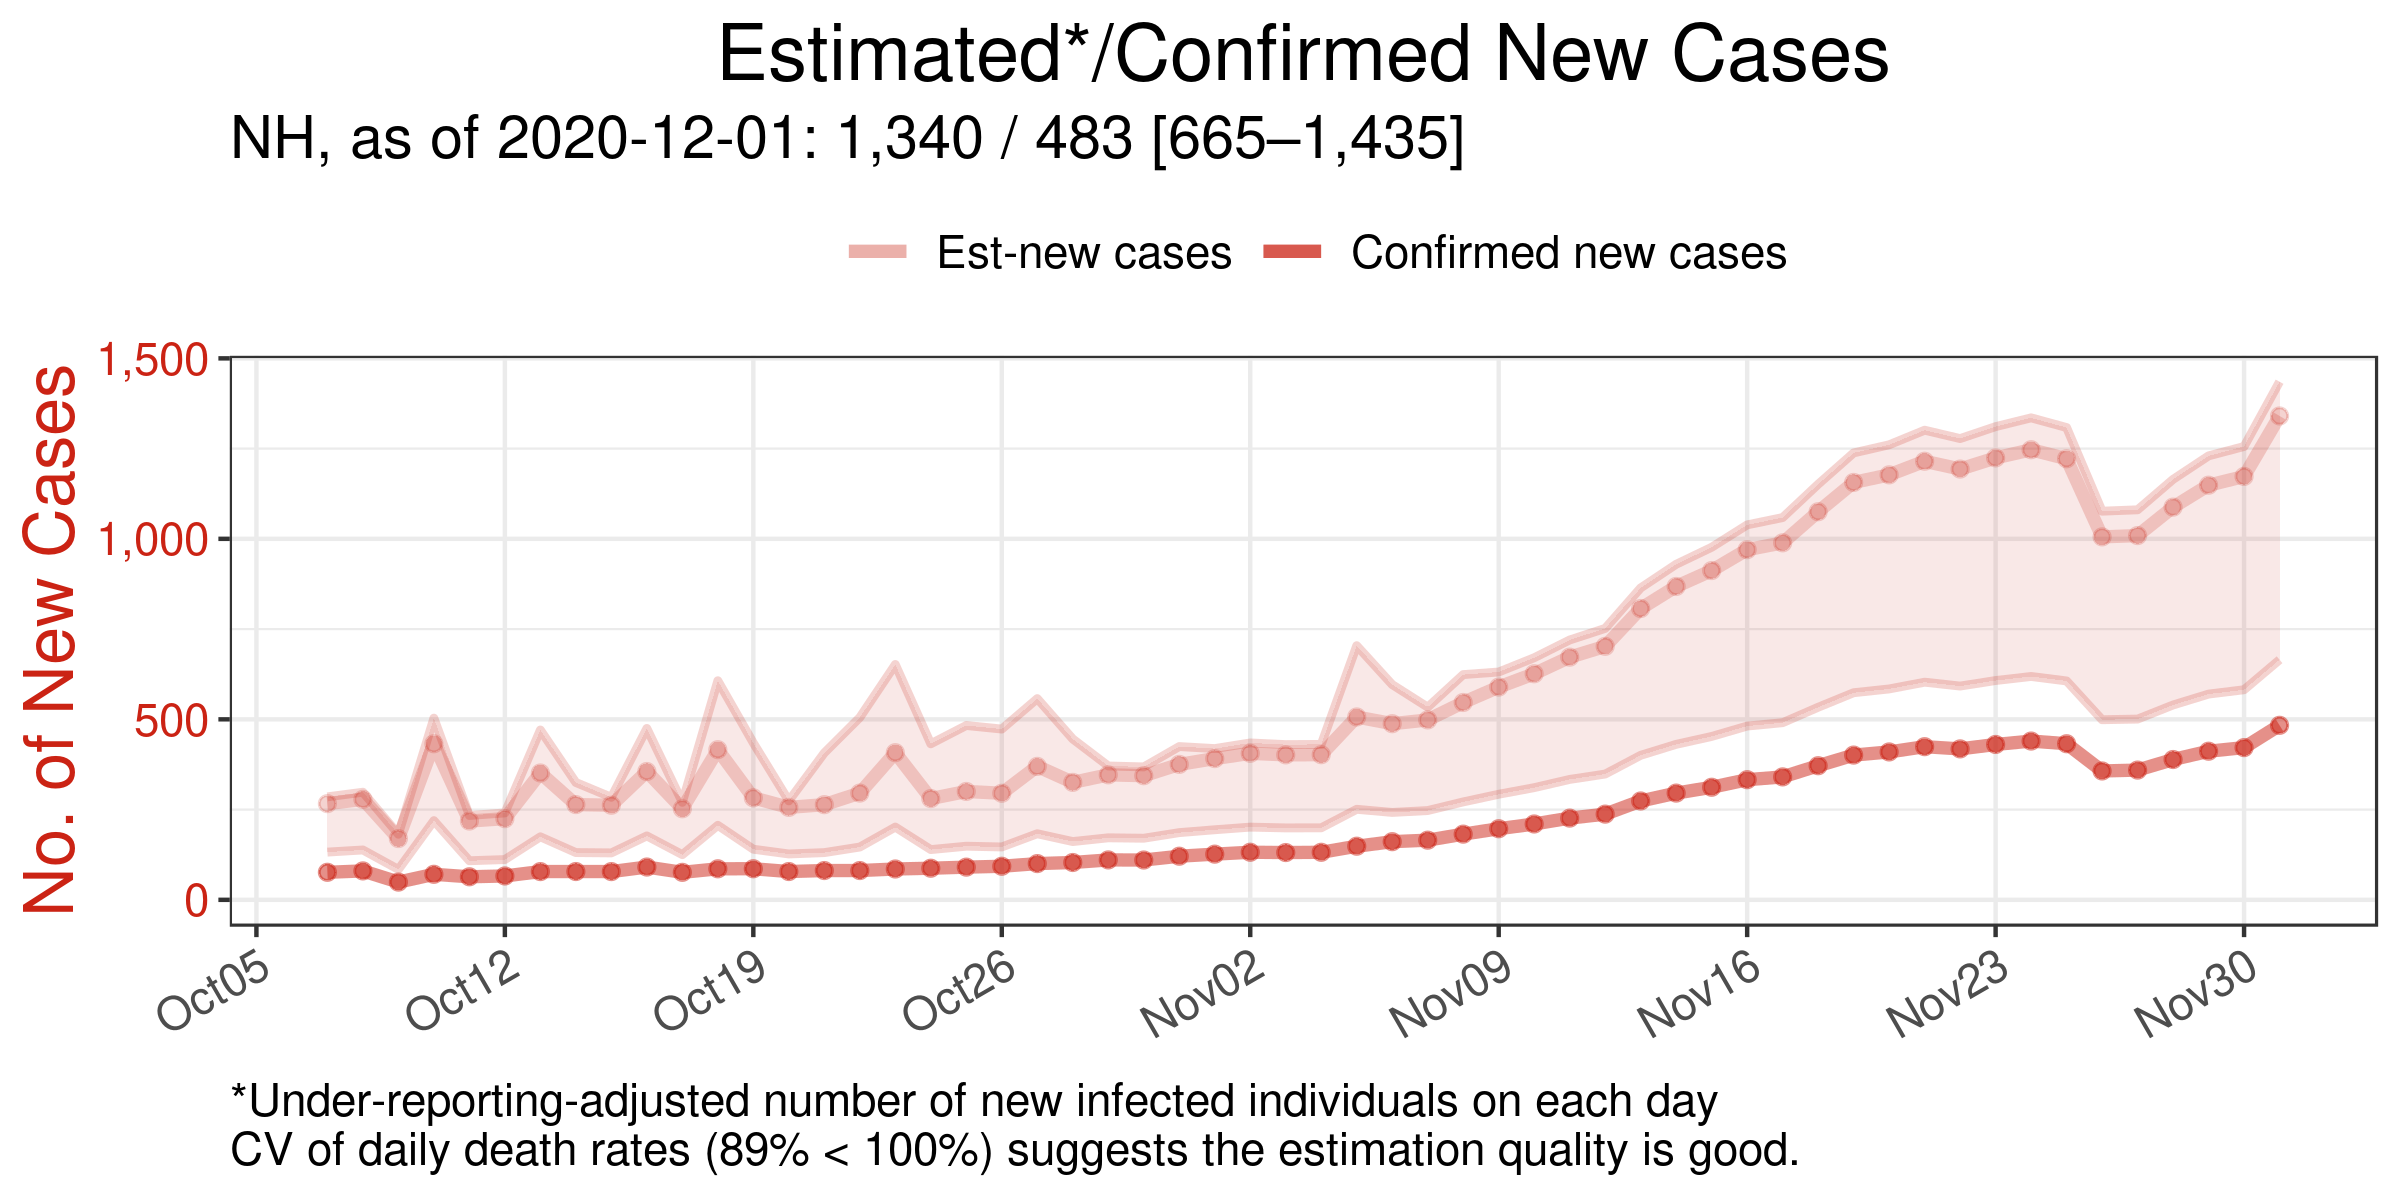 Estimated*/Confirmed New Cases
NH, as of 2020-12-01: 1,340 / 483 [665–1,435]
Est-new cases
Confirmed new cases
No. of New Cases
1,500
1,000
500
0
Oct05
Oct12
Oct19
Oct26
Nov02
Nov09
Nov16
Nov23
Nov30
*Under-reporting-adjusted number of new infected individuals on each day
CV of daily death rates (89% < 100%) suggests the estimation quality is good.